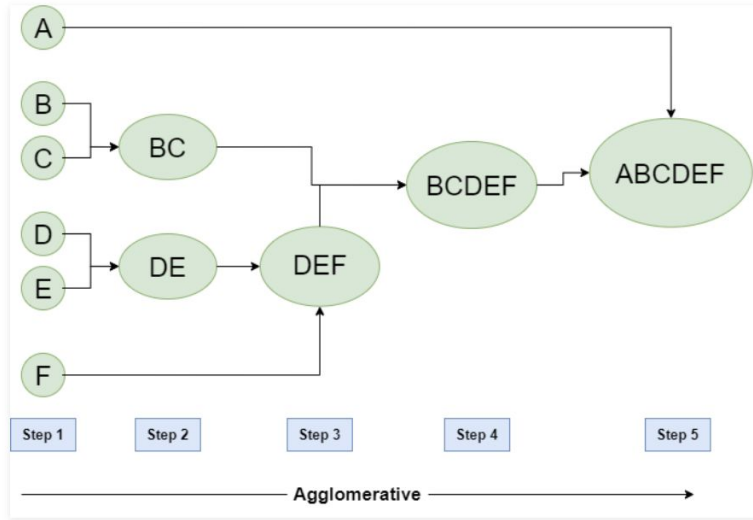 A
B
C
BC
BCDEF
ABCDEF
D
E
DE
DEF
F
Step 1
Step 2
Step 3
Step 4
Step 5
Agglomerative